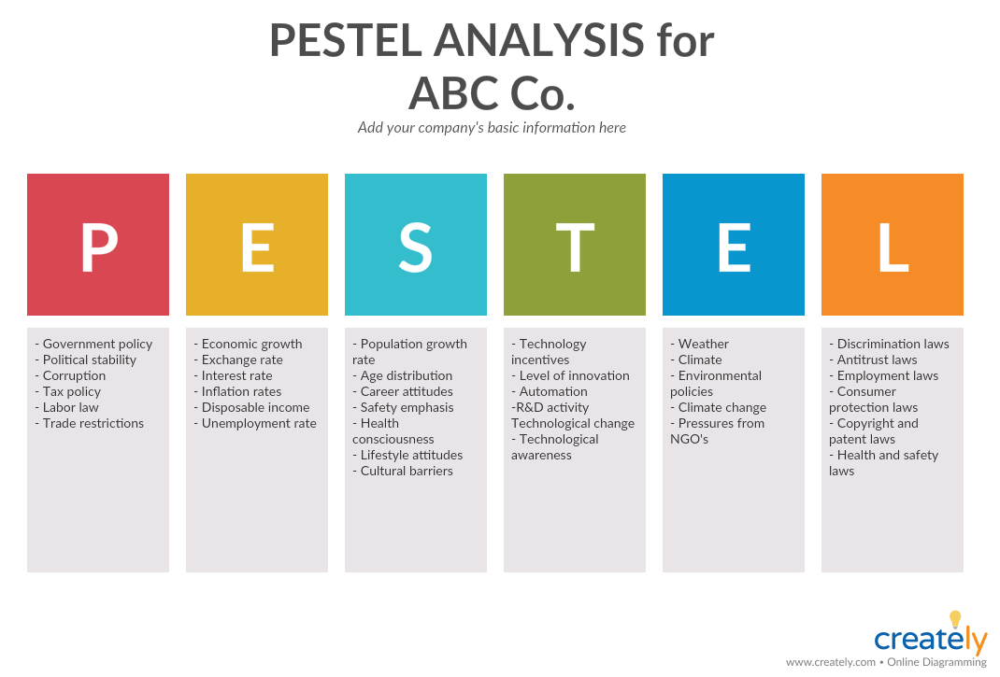 PESTEL ANALYSIS for
ABC Co.
Add your company's basic information here
P
E
S
T
E
L
- Government policy
- Political stability
- Corruption
- Tax policy
- Labor law
- Trade restrictions
- Economic growth
- Exchange rate
- Interest rate
- Inflation rates
- Disposable income
- Unemployment rate
- Population growth
rate
- Age distribution
- Career attitudes
- Safety emphasis
- Health
consciousness
- Lifestyle attitudes
- Cultural barriers
- Technology
incentives
- Level of innovation
- Automation
-R&D activity
Technological change
- Technological
awareness
- Weather
- Climate
- Environmental
policies
- Climate change
- Pressures from
NGO's
- Discrimination laws
- Antitrust laws
- Employment laws
- Consumer
protection laws
- Copyright and
patent laws
- Health and safety
laws
creately
www.creately.com • Online Diagramming